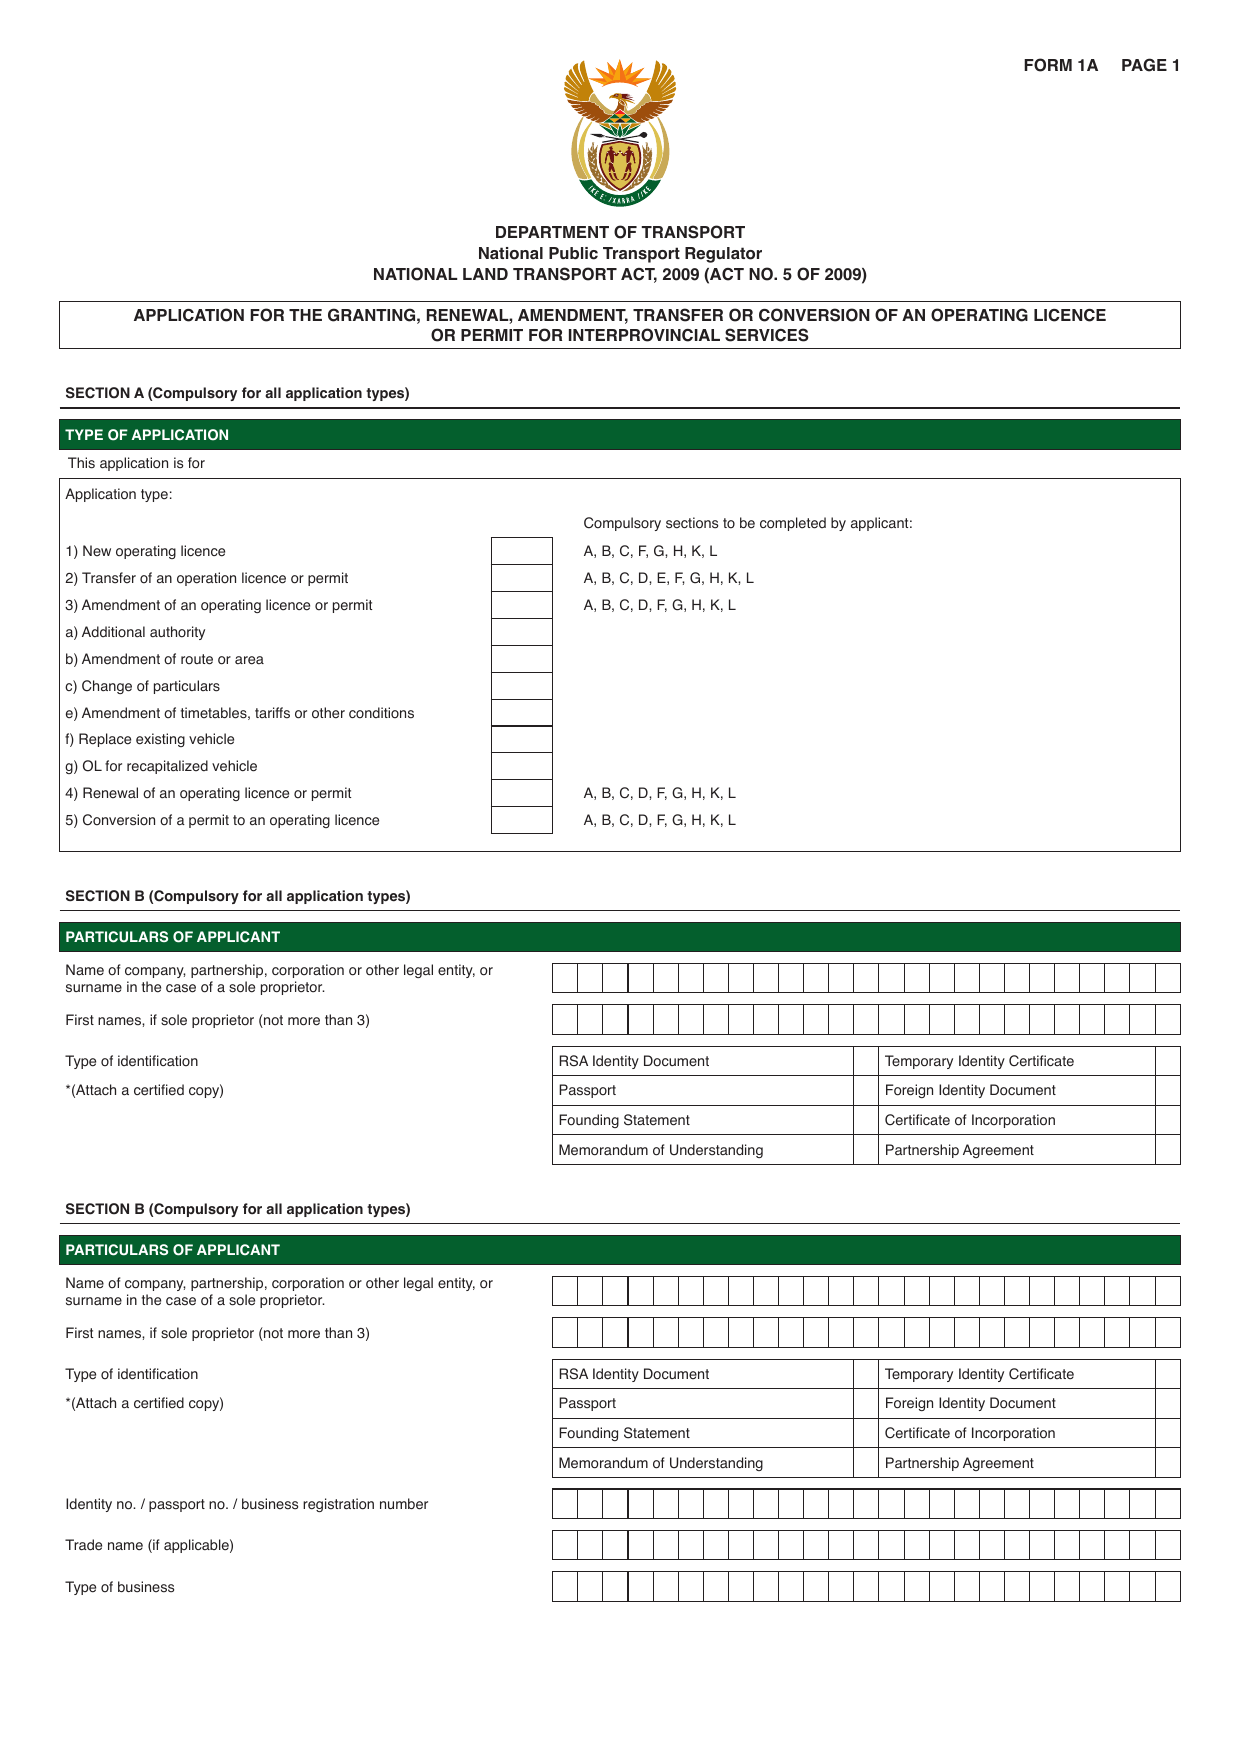 FORM 1A PAGE 1
!KE E: /XARRA //KE
DEPARTMENT OF TRANSPORT
National Public Transport Regulator
NATIONAL LAND TRANSPORT ACT, 2009 (ACT NO. 5 OF 2009)
APPLICATION FOR THE GRANTING, RENEWAL, AMENDMENT, TRANSFER OR CONVERSION OF AN OPERATING LICENCE
OR PERMIT FOR INTERPROVINCIAL SERVICES
SECTION A (Compulsory for all application types)
TYPE OF APPLICATION
This application is for
Application type:
Compulsory sections to be completed by applicant:
1) New operating licence A, B, C, F, G, H, K, L
2) Transfer of an operation licence or permit A, B, C, D, E, F, G, H, K, L
3) Amendment of an operating licence or permit A, B, C, D, F, G, H, K, L
a) Additional authority
b) Amendment of route or area
c) Change of particulars
e) Amendment of timetables, tariffs or other conditions
f) Replace existing vehicle
g) OL for recapitalized vehicle
4) Renewal of an operating licence or permit A, B, C, D, F, G, H, K, L
5) Conversion of a permit to an operating licence A, B, C, D, F, G, H, K, L
SECTION B (Compulsory for all application types)
PARTICULARS OF APPLICANT
Name of company, partnership, corporation or other legal entity, or
surname in the case of a sole proprietor.
First names, if sole proprietor (not more than 3)
Type of identification RSA Identity Document Temporary Identity Certificate
*(Attach a certified copy) Passport Foreign Identity Document
Founding Statement Certificate of Incorporation
Memorandum of Understanding Partnership Agreement
SECTION B (Compulsory for all application types)
PARTICULARS OF APPLICANT
Name of company, partnership, corporation or other legal entity, or
surname in the case of a sole proprietor.
First names, if sole proprietor (not more than 3)
Type of identification RSA Identity Document Temporary Identity Certificate
*(Attach a certified copy) Passport Foreign Identity Document
Founding Statement Certificate of Incorporation
Memorandum of Understanding Partnership Agreement
Identity no. / passport no. / business registration number
Trade name (if applicable)
Type of business